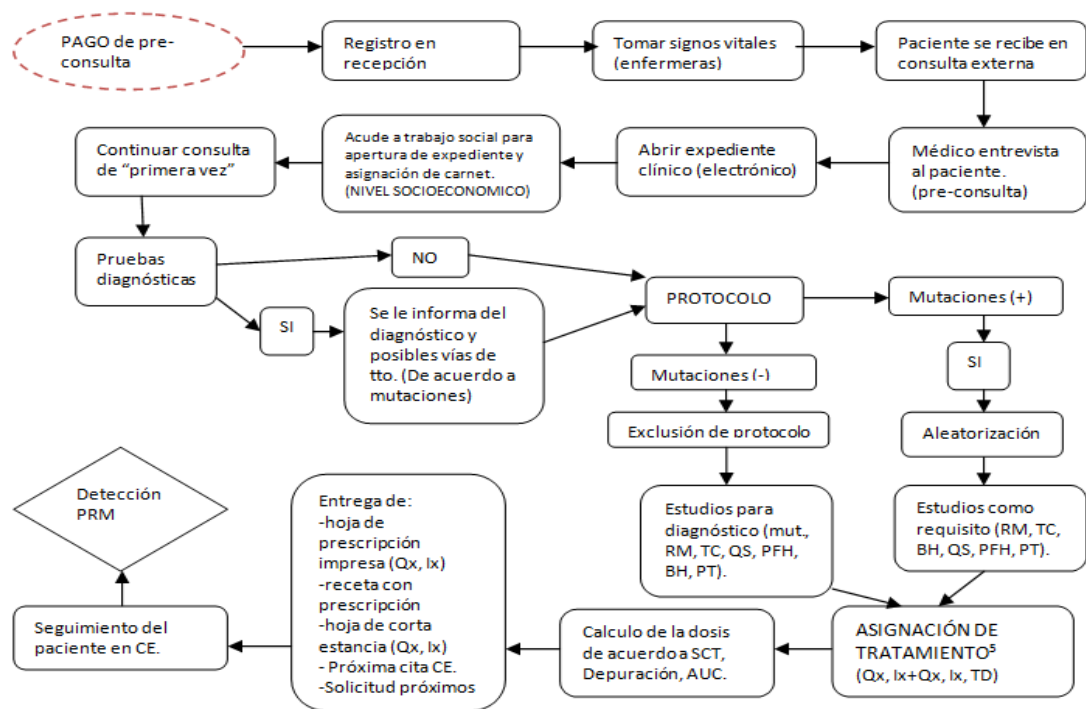 PAGO de pre-
consulta
Registro en
recepción
Tomar signos vitales
(enfermeras)
Paciente se recibe en
consulta externa
Médico entrevista
al paciente.
(pre-consulta)
Abrir expediente
clínico (electrónico)
Acude a trabajo social para
apertura de expediente y
asignación de carnet.
(NIVEL SOCIOECONOMICO)
Continuar consulta
de “primera vez”
Pruebas
diagnósticas
NO
SI
Se le informa del
diagnóstico y
posibles vías de
tto. (De acuerdo a
mutaciones)
PROTOCOLO
Mutaciones (+)
SI
Aleatorización
Estudios como
requisito (RM, TC,
BH, QS, PFH, PT).
Mutaciones (-)
Exclusión de protocolo
Estudios para
diagnóstico (mut.,
RM, TC, QS, PFH,
BH, PT).
ASIGNACIÓN DE
TRATAMIENTO⁵
(Qx, Ix+Qx, Ix, TD)
Calculo de la dosis
de acuerdo a SCT,
Depuración, AUC.
Entrega de:
-hoja de
prescripción
impresa (Qx, Ix)
-receta con
prescripción
-hoja de corta
estancia (Qx, Ix)
- Próxima cita CE.
-Solicitud próximos
Seguimiento del
paciente en CE.
Detección
PRM